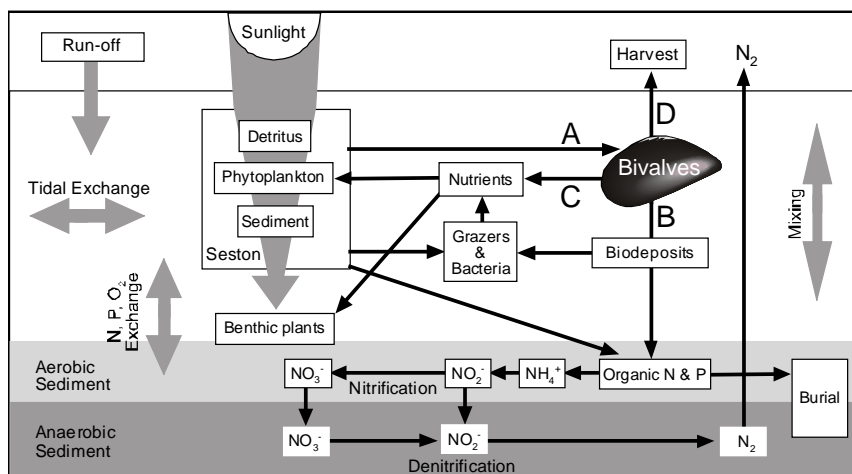 Run-off
Sunlight
Harvest
N₂
D
Detritus
A
Bivalves
Phytoplankton
Nutrients
C
Tidal Exchange
Sediment
Grazers
&
Bacteria
B
Biodeposits
Mixing
Seston
N, P, O₂
Exchange
Benthic plants
Aerobic
Sediment
NO₃⁻
Nitrification
NO₂⁻
NH₄⁺
Organic N & P
Burial
Anaerobic
Sediment
NO₃⁻
NO₂⁻
N₂
Denitrification